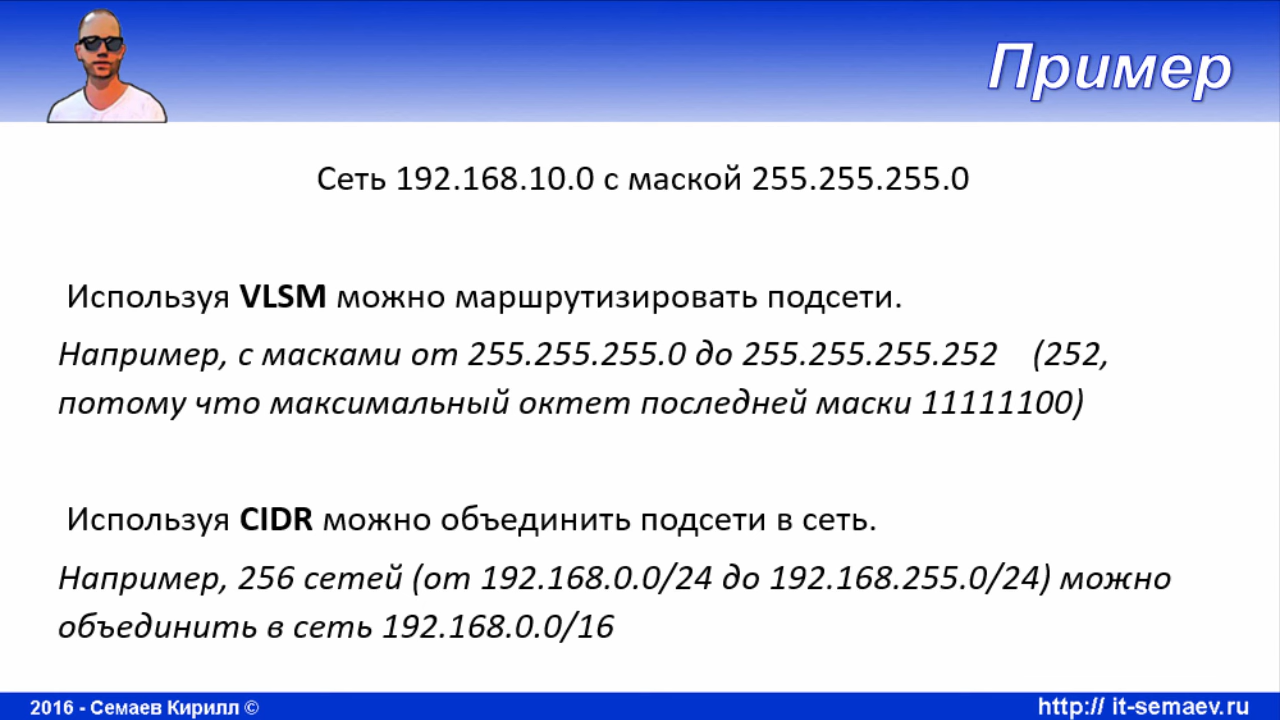 Пример
Сеть 192.168.10.0 с маской 255.255.255.0
Используя VLSM можно маршрутизировать подсети.
Например, с масками от 255.255.255.0 до 255.255.255.252 (252,
потому что максимальный октет последней маски 11111100)
Используя CIDR можно объединить подсети в сеть.
Например, 256 сетей (от 192.168.0.0/24 до 192.168.255.0/24) можно
объединить в сеть 192.168.0.0/16
2016 - Семаев Кирилл © http:// it-semaev.ru